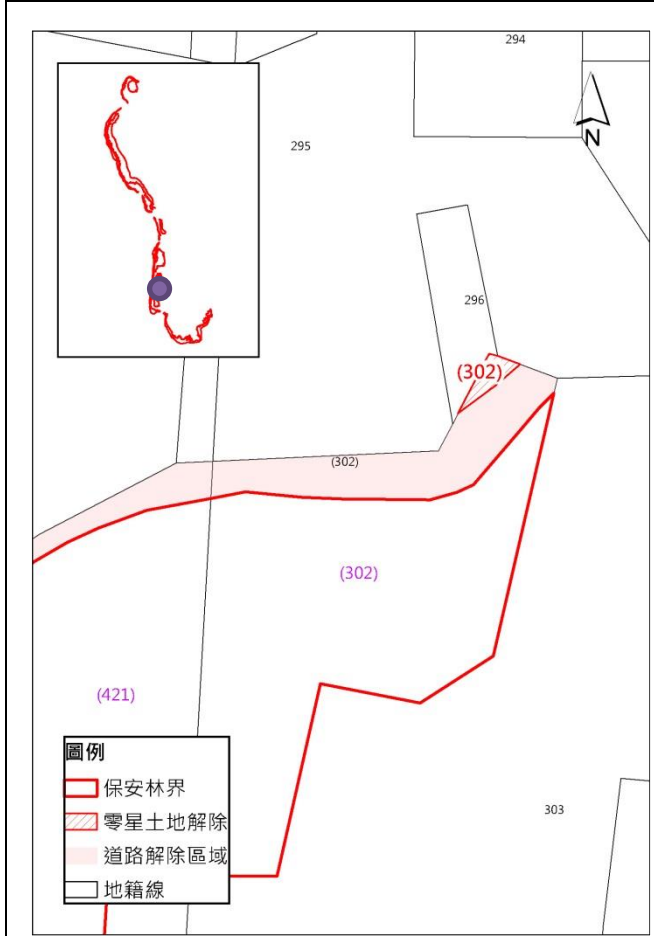 294
N
295
296
(302)
(302)
(302)
(421)
圖例
保安林界
零星土地解除
道路解除區域
地籍線
303